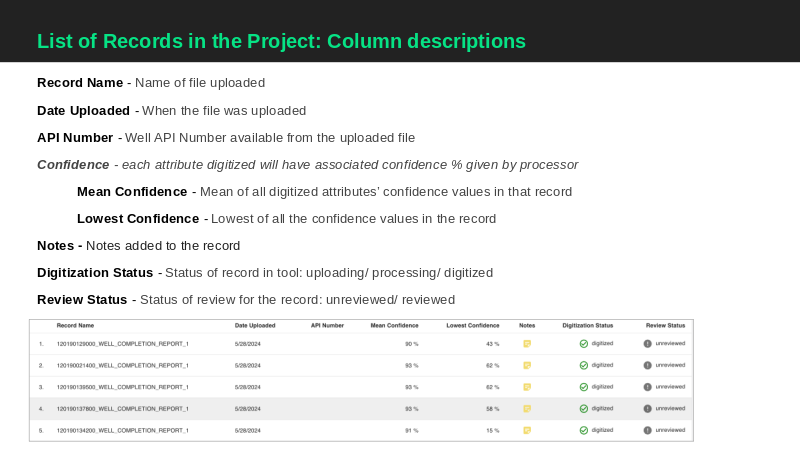 List of Records in the Project: Column descriptions
Record Name - Name of file uploaded
Date Uploaded - When the file was uploaded
API Number - Well API Number available from the uploaded file
Confidence - each attribute digitized will have associated confidence % given by processor
Mean Confidence - Mean of all digitized attributes' confidence values in that record
Lowest Confidence - Lowest of all the confidence values in the record
Notes - Notes added to the record
Digitization Status - Status of record in tool: uploading/ processing/ digitized
Review Status - Status of review for the record: unreviewed/ reviewed
Record Name Date Uploaded API Number Mean Confidence Lowest Confidence Notes Digitization Status Review Status
1. 120190129000_WELL_COMPLETION_REPORT_1 5/28/2024 90 % 43 % digitized unreviewed
2. 120190021400_WELL_COMPLETION_REPORT_1 5/28/2024 93 % 62 % digitized unreviewed
3. 120190139500_WELL_COMPLETION_REPORT_1 5/28/2024 93 % 62 % digitized unreviewed
4. 120190137800_WELL_COMPLETION_REPORT_1 5/28/2024 93 % 58 % digitized unreviewed
5. 120190134200_WELL_COMPLETION_REPORT_1 5/28/2024 91 % 15 % digitized unreviewed